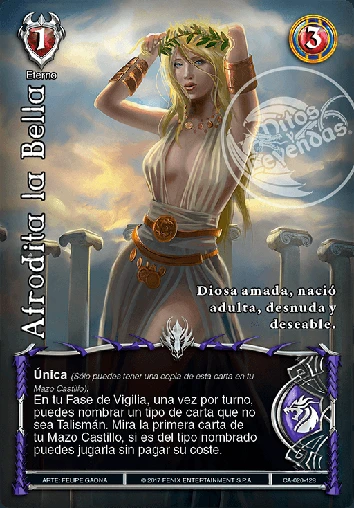 1
3
Eterno
Afrodita la Bella
Mitos
Leyendas
Diosa amada, nació
adulta, desnuda y
deseable.
Única (Sólo puedes tener una copia de esta carta en tu
Mazo Castillo).
En tu Fase de Vigilia, una vez por turno,
puedes nombrar un tipo de carta que no
sea Talismán. Mira la primera carta de
tu Mazo Castillo, si es del tipo nombrado
puedes jugarla sin pagar su coste.
ARTE: FELIPE GAONA
© 2017 FENIX ENTERTAINMENT S.P.A.